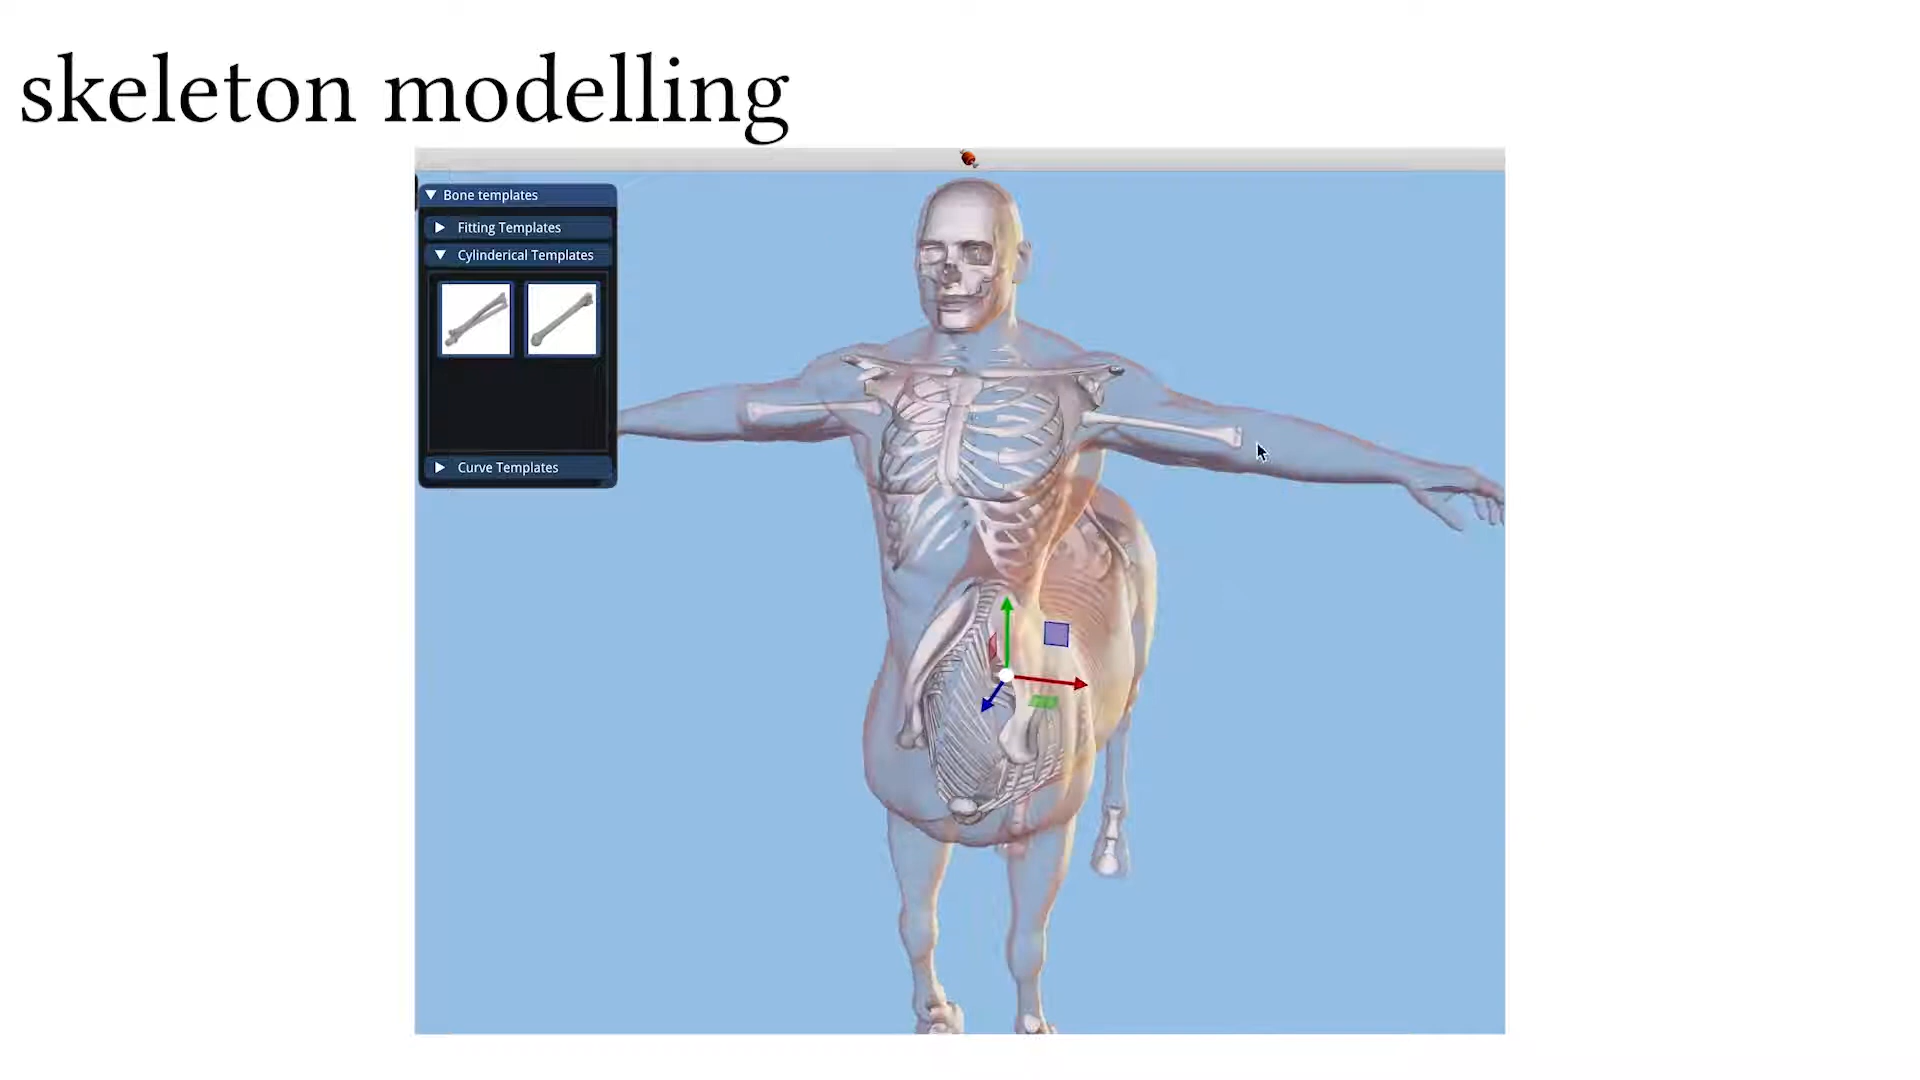 skeleton modelling
Bone templates
Fitting Templates
Cylinderical Templates
Curve Templates